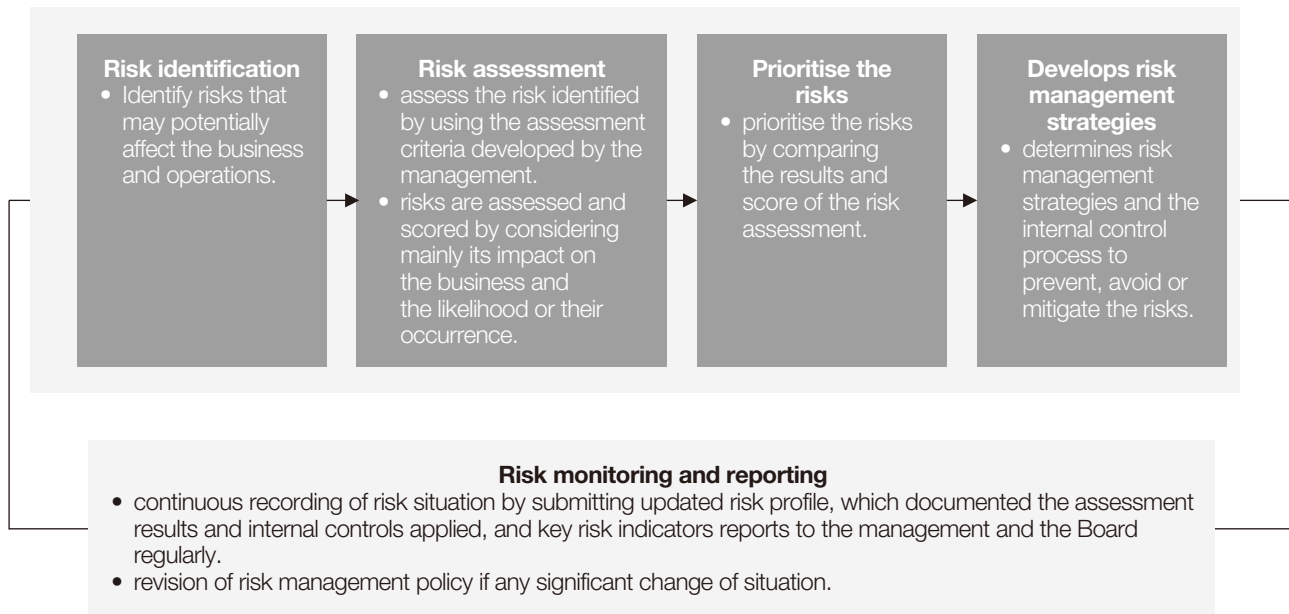 Risk identification
• Identify risks that
may potentially
affect the business
and operations.
Risk assessment
• assess the risk identified
by using the assessment
criteria developed by the
management.
• risks are assessed and
scored by considering
mainly its impact on
the business and
the likelihood or their
occurrence.
Prioritise the
risks
• prioritise the risks
by comparing
the results and
score of the risk
assessment.
Develops risk
management
strategies
• determines risk
management
strategies and the
internal control
process to
prevent, avoid or
mitigate the risks.
Risk monitoring and reporting
• continuous recording of risk situation by submitting updated risk profile, which documented the assessment
results and internal controls applied, and key risk indicators reports to the management and the Board
regularly.
• revision of risk management policy if any significant change of situation.